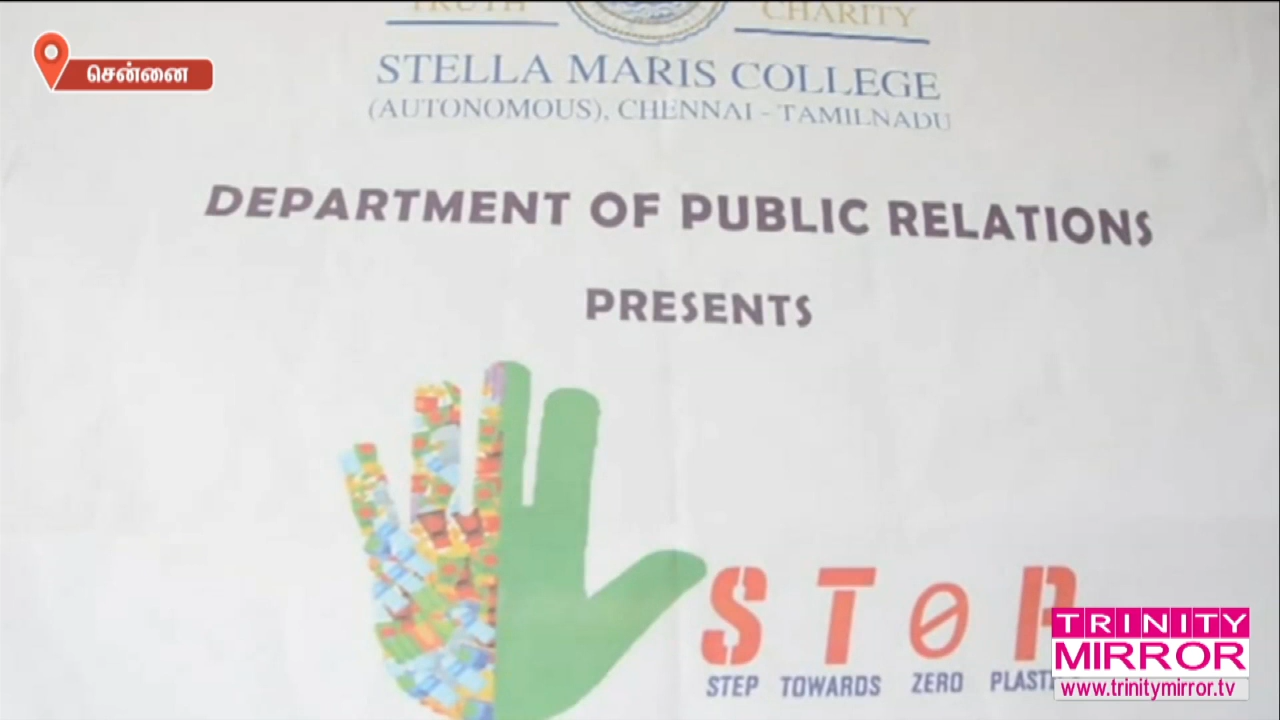 TRUTH
CHARITY
சென்னை
STELLA MARIS COLLEGE
(AUTONOMOUS), CHENNAI - TAMILNADU
DEPARTMENT OF PUBLIC RELATIONS
PRESENTS
ST0P
STEP TOWARDS ZERO
TRINITY
MIRROR
www.trinitymirror.tv